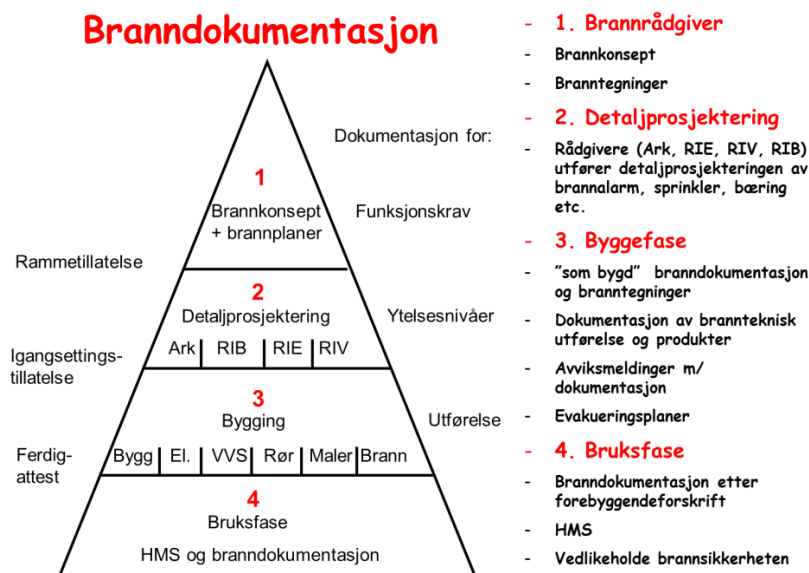 Branndokumentasjon
Dokumentasjon for:
1
Brannkonsept
+ brannplaner
Funksjonskrav
Rammetillatelse
2
Detaljprosjektering
Ytelsesnivåer
Ark RIB RIE RIV
Igangsettings-
tillatelse
3
Bygging
Utførelse
Ferdig-
attest
Bygg El. VVS Rør Maler Brann
4
Bruksfase
HMS og branndokumentasjon
- 1. Brannrådgiver
- Brannkonsept
- Branntegninger
- 2. Detaljprosjektering
- Rådgivere (Ark, RIE, RIV, RIB)
utfører detaljprosjekteringen av
brannalarm, sprinkler, bæring
etc.
- 3. Byggefase
- ”som bygd” branndokumentasjon
og branntegninger
- Dokumentasjon av brannteknisk
utførelse og produkter
- Avviksmeldinger m/
dokumentasjon
- Evakueringsplaner
- 4. Bruksfase
- Branndokumentasjon etter
forebyggendeforskrift
- HMS
- Vedlikeholde brannsikkerheten